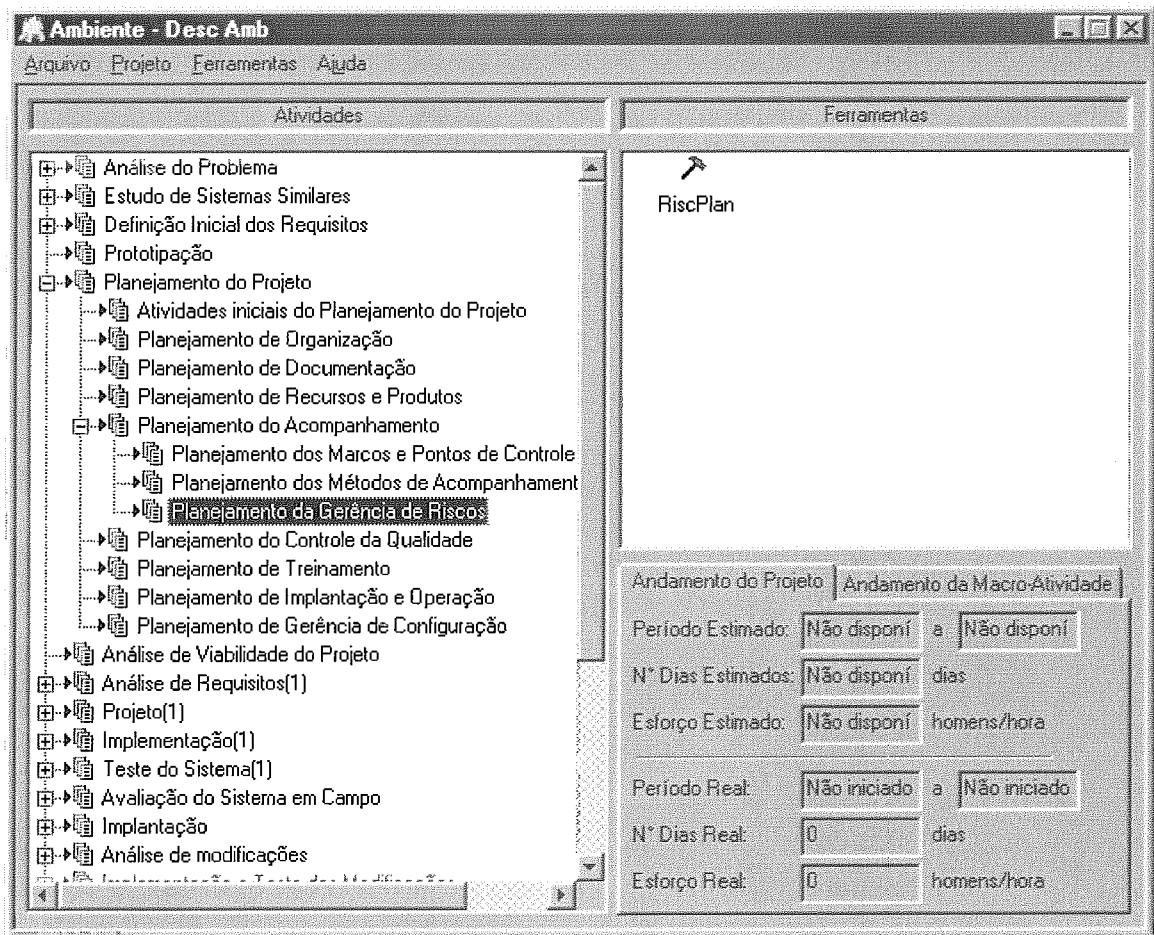 Ambiente - Desc Amb
Arquivo Projeto Ferramentas Ajuda
Atividades
Análise do Problema
Estudo de Sistemas Similares
Definição Inicial dos Requisitos
Prototipação
Planejamento do Projeto
Atividades iniciais do Planejamento do Projeto
Planejamento de Organização
Planejamento de Documentação
Planejamento de Recursos e Produtos
Planejamento do Acompanhamento
Planejamento dos Marcos e Pontos de Controle
Planejamento dos Métodos de Acompanhament
Planejamento da Gerência de Riscos
Planejamento do Controle da Qualidade
Planejamento de Treinamento
Planejamento de Implantação e Operação
Planejamento de Gerência de Configuração
Análise de Viabilidade do Projeto
Análise de Requisitos(1)
Projeto(1)
Implementação(1)
Teste do Sistema(1)
Avaliação do Sistema em Campo
Implantação
Análise de modificações
Implementação e Teste das Modificações
Ferramentas
RiscPlan
Andamento do Projeto Andamento da Macro-Atividade
Período Estimado: Não disponí a Não disponí
N° Dias Estimados: Não disponí dias
Esforço Estimado: Não disponí homens/hora
Período Real: Não iniciado a Não iniciado
N° Dias Real: 0 dias
Esforço Real: 0 homens/hora